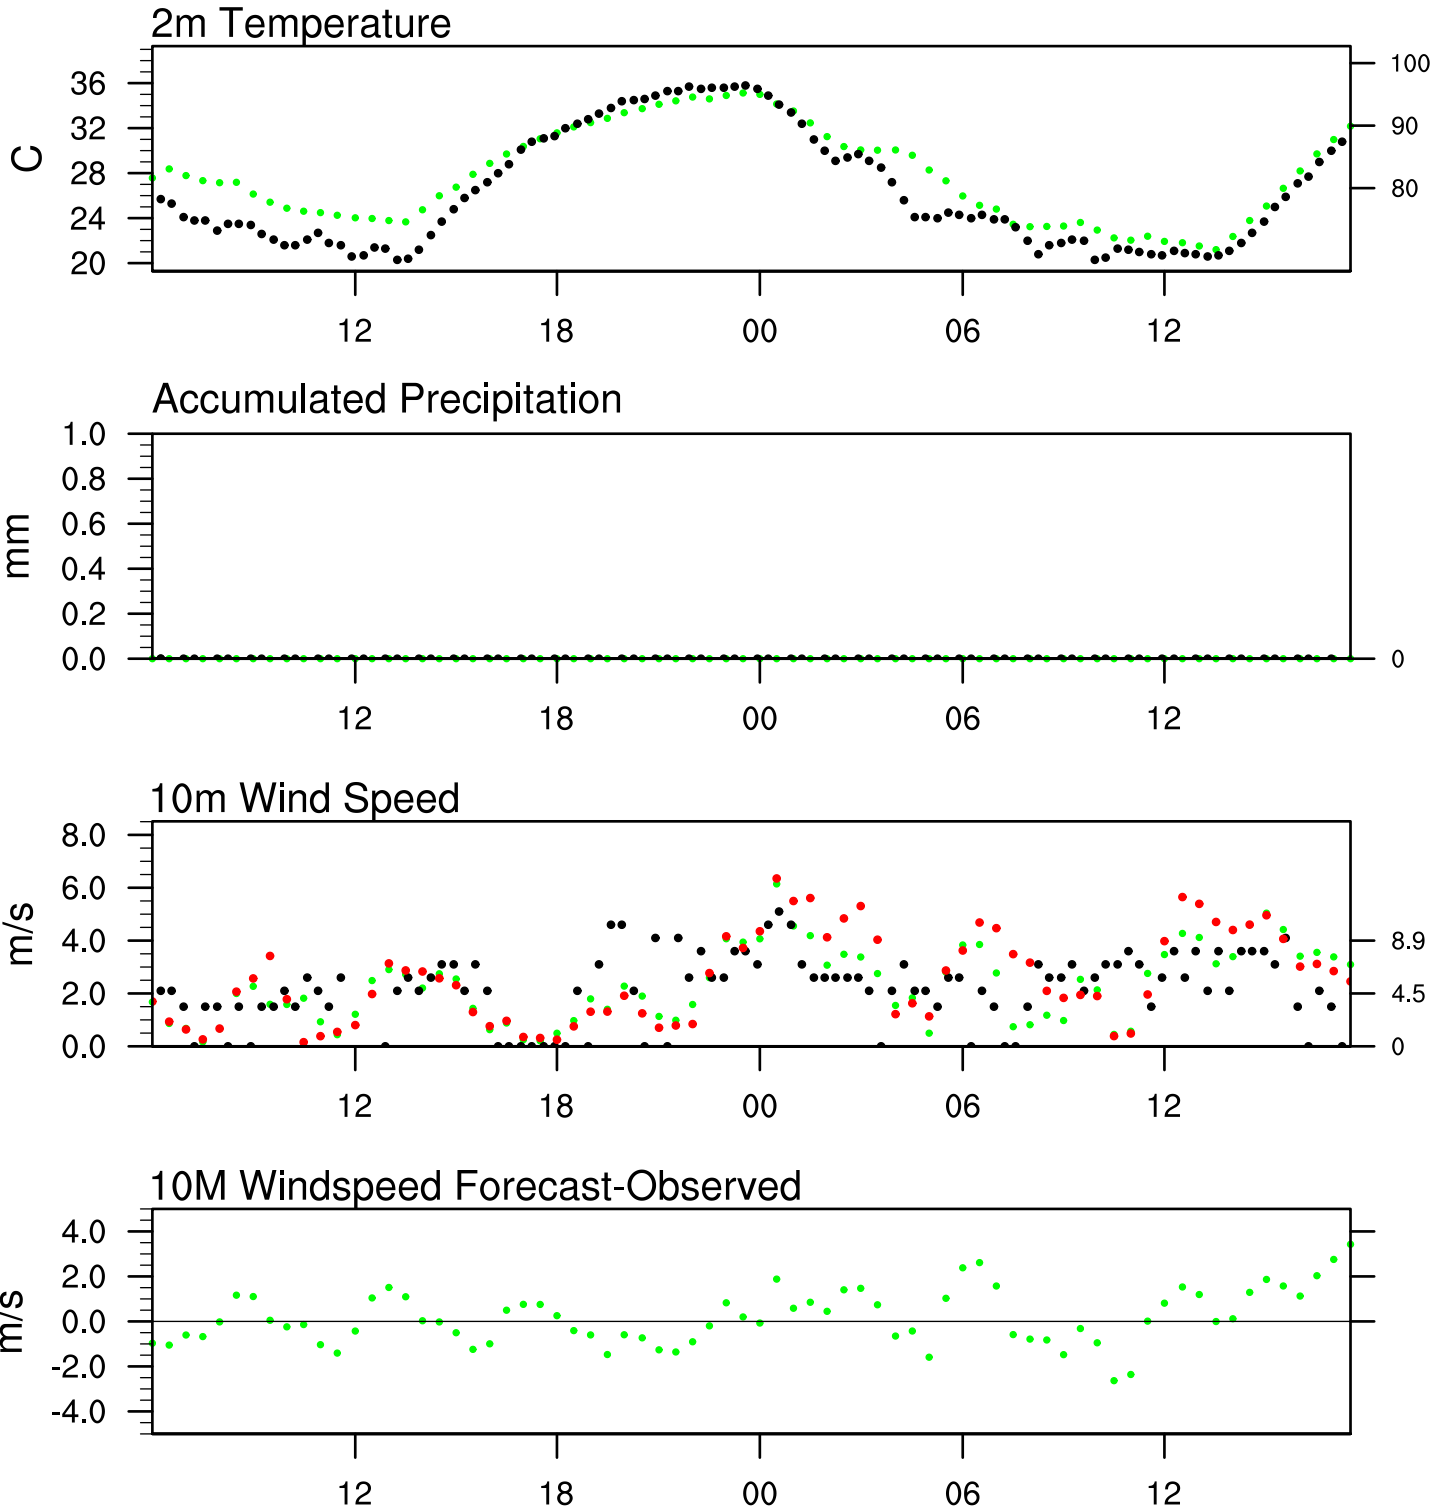 2m Temperature
36
32
28
24
20
C
100
90
80
12 18 00 06 12
Accumulated Precipitation
1.0
0.8
0.6
0.4
0.2
0.0
mm
0
12 18 00 06 12
10m Wind Speed
8.0
6.0
4.0
2.0
0.0
m/s
8.9
4.5
0
12 18 00 06 12
10M Windspeed Forecast-Observed
4.0
2.0
0.0
-2.0
-4.0
m/s
12 18 00 06 12